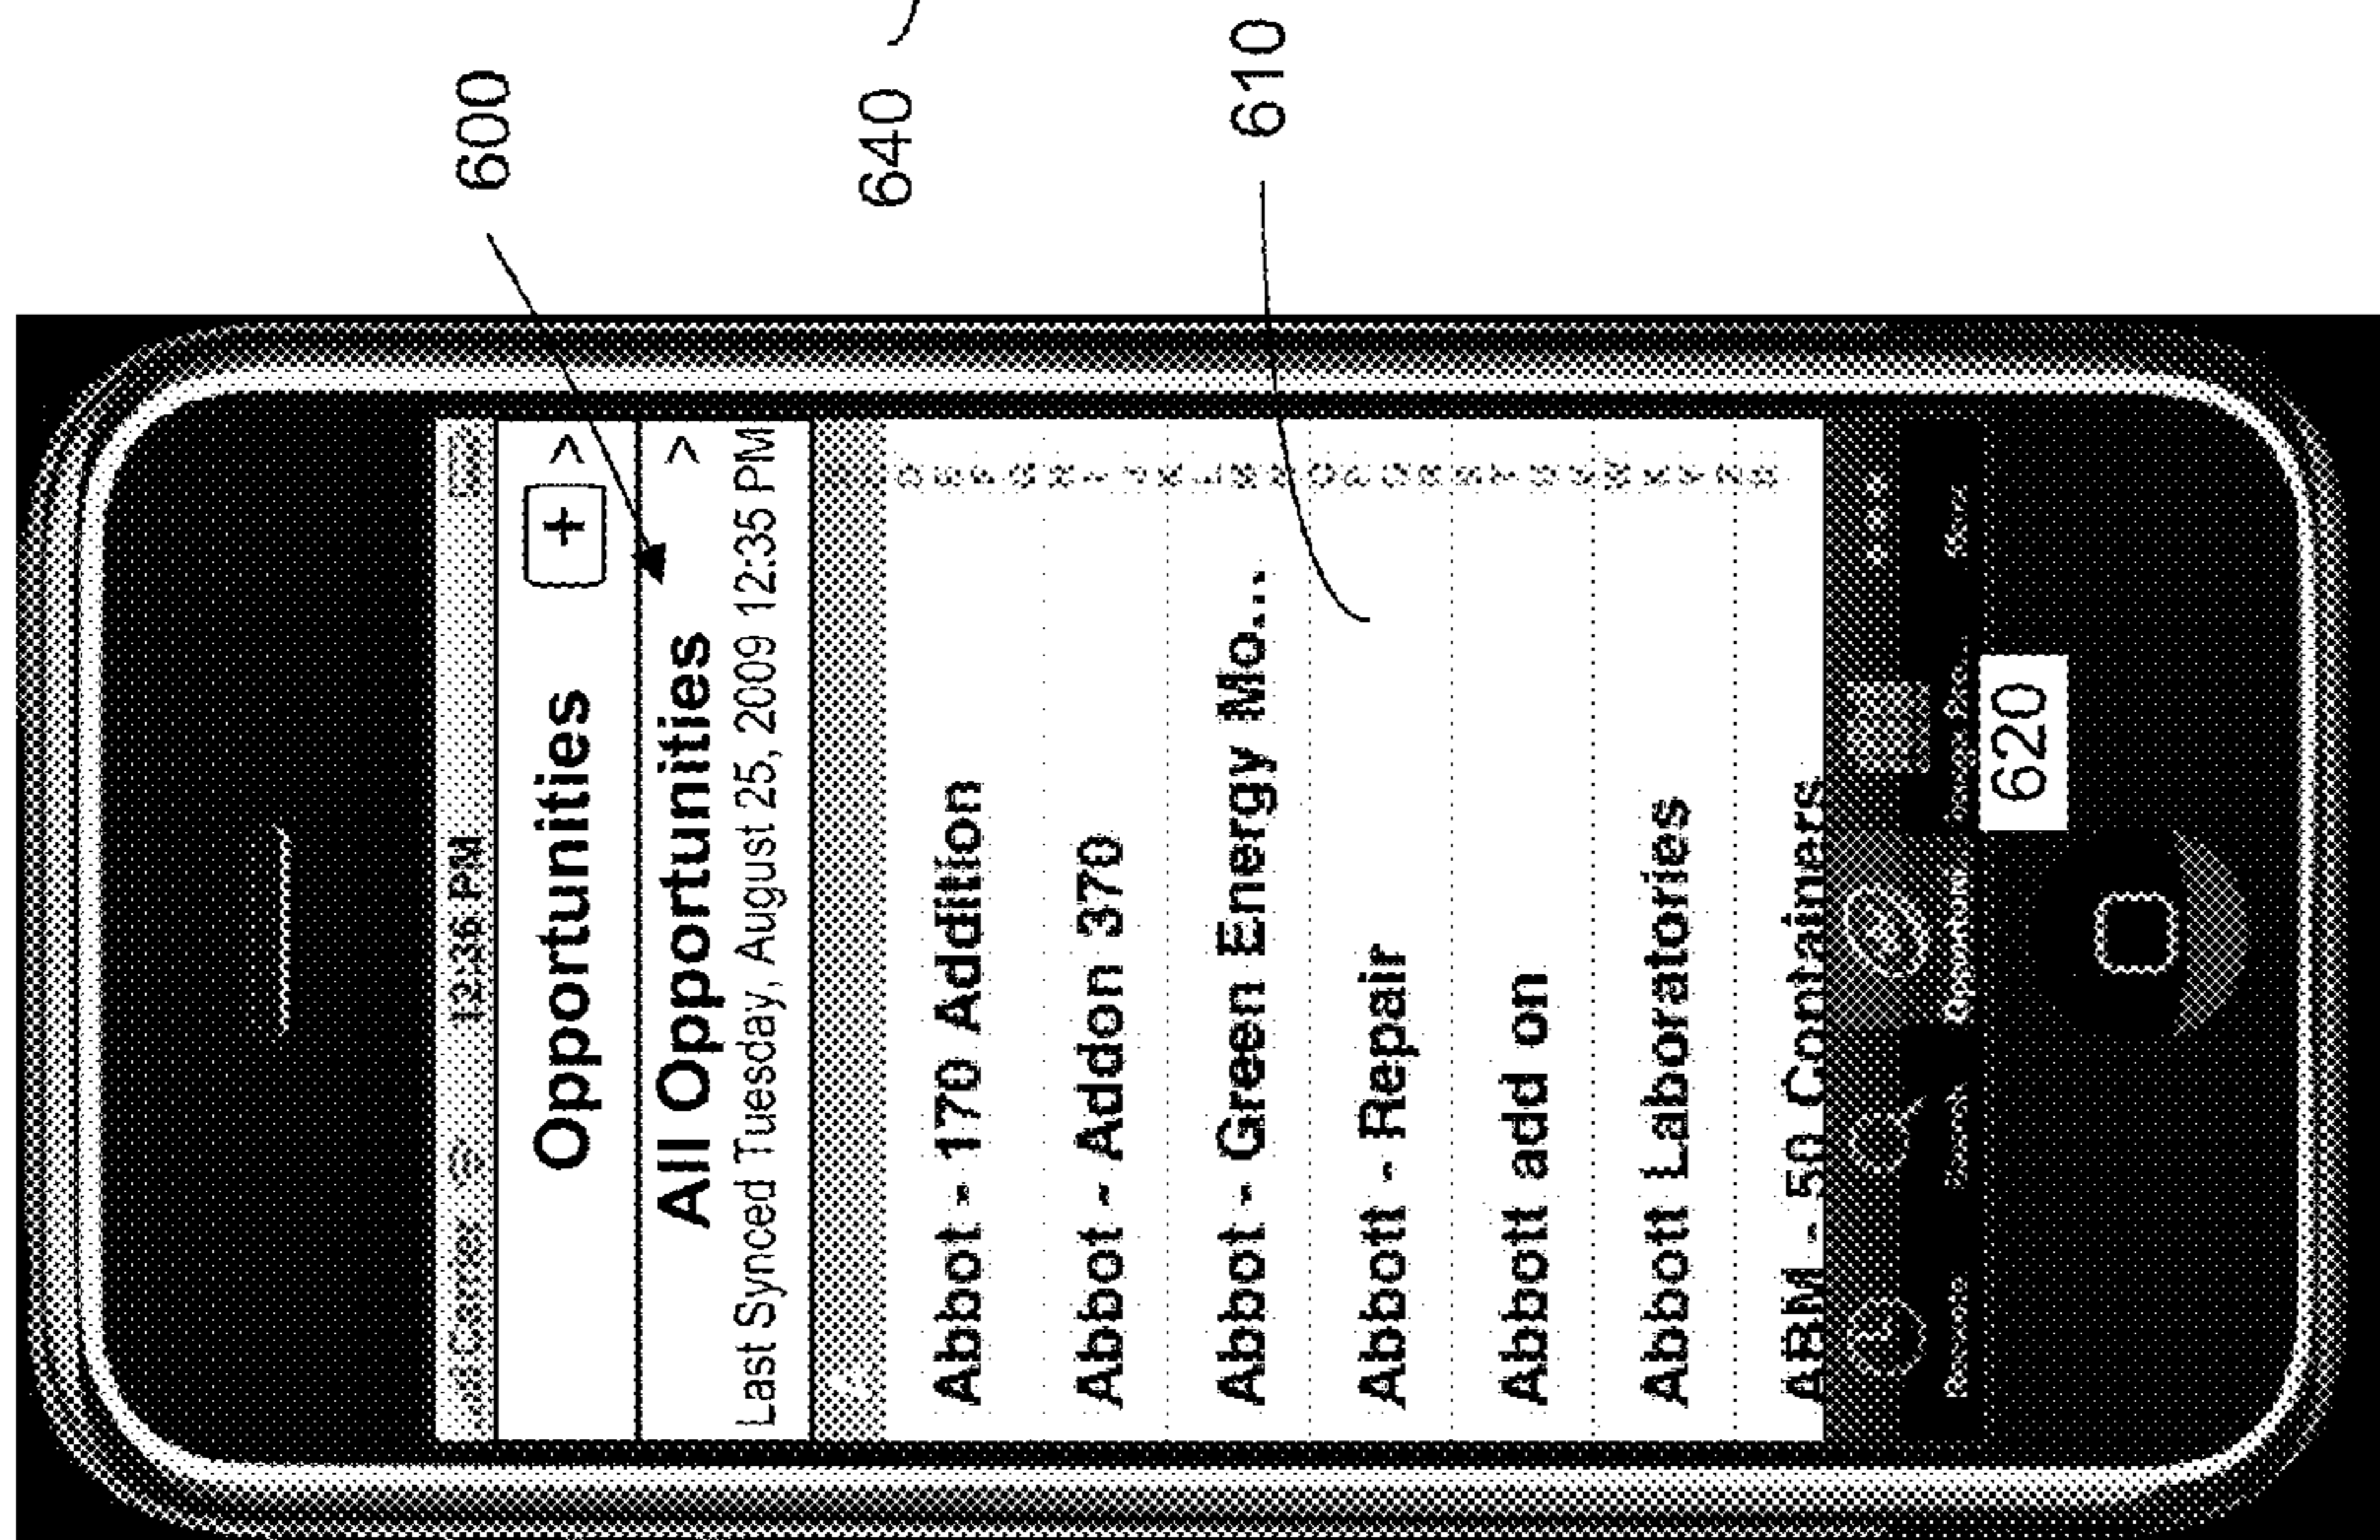 600
640
610
Carrier 12:36 PM
Opportunities + >
All Opportunities >
Last Synced Tuesday, August 25, 2009 12:35 PM
A
Abbot - 170 Addition
Abbot - Addon 370
Abbot - Green Energy Mo...
Abbott - Repair
Abbott add on
Abbott Laboratories
ABM - 50 Containers
Search More
620